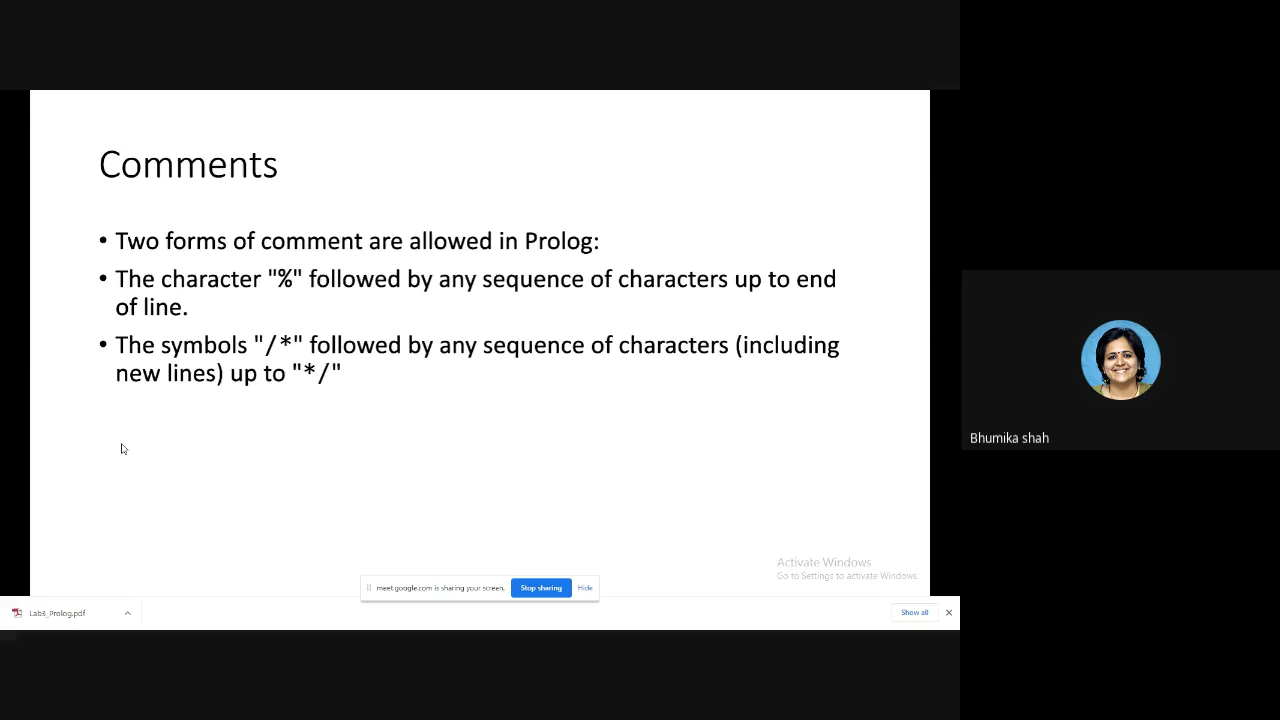 Comments
• Two forms of comment are allowed in Prolog:
• The character "%" followed by any sequence of characters up to end
of line.
• The symbols "/*" followed by any sequence of characters (including
new lines) up to "*/"
Bhumika shah
Activate Windows
Go to Settings to activate Windows.
meet.google.com is sharing your screen. Stop sharing Hide
Lab3_Prolog.pdf Show all